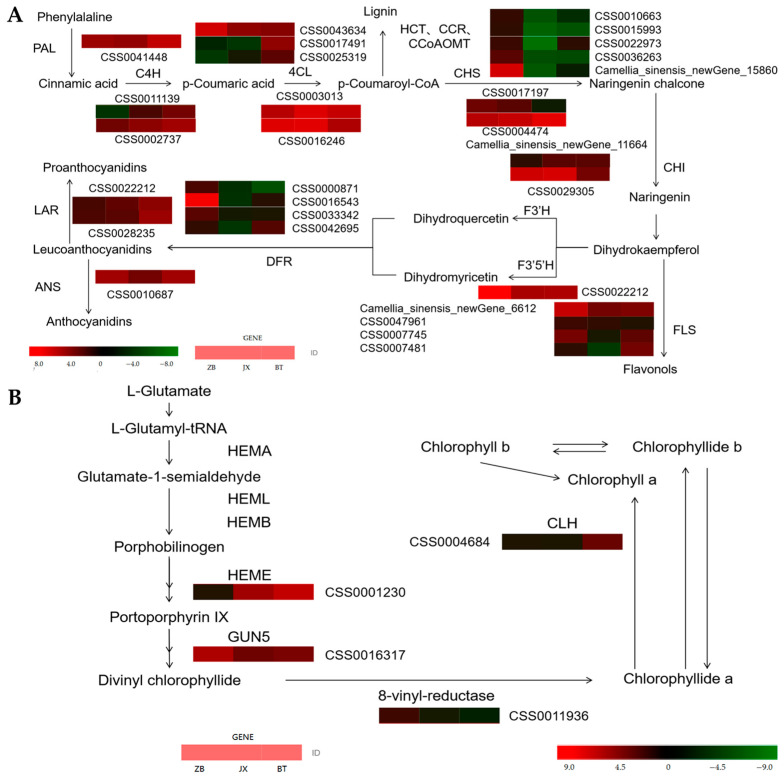 A
Phenylalaline
PAL
CSS0041448
CSS0043634
CSS0017491
CSS0025319
Lignin
HCT、CCR、
CCoAOMT
CSS0010663
CSS0015993
CSS0022973
CSS0036263
Camellia_sinensis_newGene_15860
Cinnamic acid
C4H
p-Coumaric acid
4CL
p-Coumaroyl-CoA
CHS
Naringenin chalcone
CSS0011139
CSS0003013
CSS0017197
CSS0002737
CSS0016246
CSS0004474
Camellia_sinensis_newGene_11664
CHI
CSS0029305
Proanthocyanidins
CSS0022212
LAR
CSS0028235
CSS0000871
CSS0016543
CSS0033342
CSS0042695
Naringenin
Leucoanthocyanidins
DFR
Dihydroquercetin
F3'H
Dihydrokaempferol
F3'5'H
Dihydromyricetin
ANS
CSS0010687
CSS0022212
Camellia_sinensis_newGene_6612
CSS0047961
CSS0007745
CSS0007481
FLS
Anthocyanidins
Flavonols
GENE
ID
ZB JX BT
8.0 4.5 0 −4.5 −8.0
B
L-Glutamate
L-Glutamyl-tRNA
HEMA
Glutamate-1-semialdehyde
HEML
HEMB
Porphobilinogen
HEME
CSS0001230
Portoporphyrin IX
GUN5
CSS0016317
Divinyl chlorophyllide
8-vinyl-reductase
CSS0011936
Chlorophyll b
Chlorophyllide b
Chlorophyll a
CLH
CSS0004684
Chlorophyllide a
GENE
ID
ZB JX BT
9.0 4.5 0 −4.5 −9.0